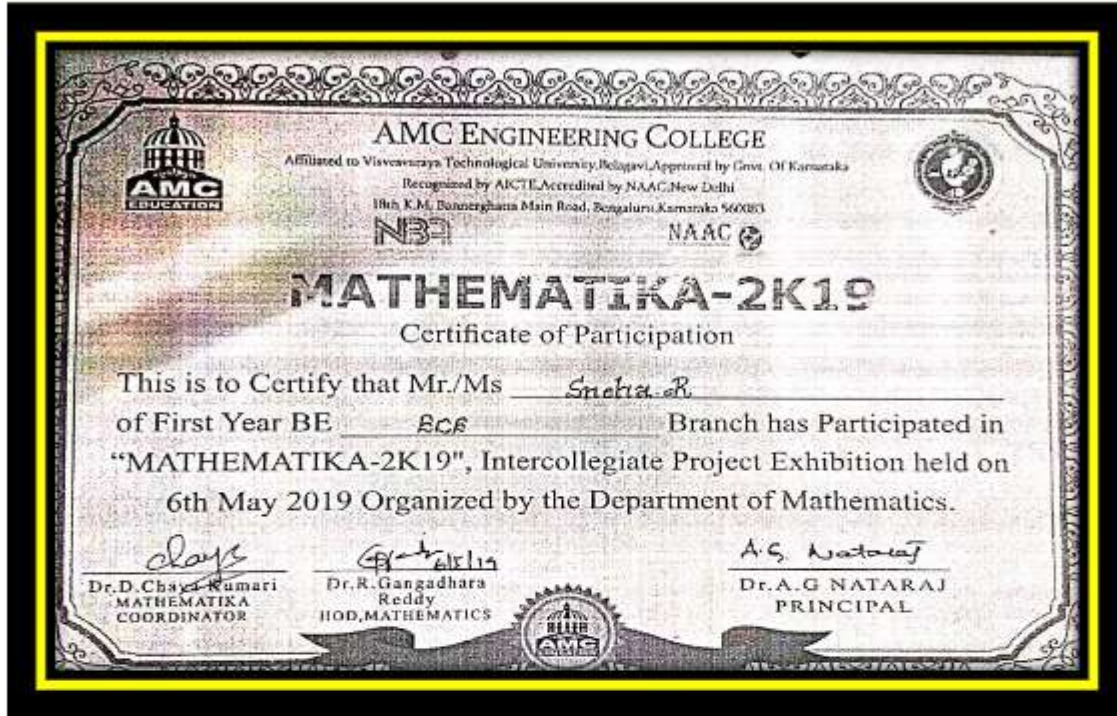 AMC ENGINEERING COLLEGE
Affiliated to Visvesvaraya Technological University,Belagavi,Approved by Govt. Of Karnataka
Recognized by AICTE,Accredited by NAAC,New Delhi
18th K.M, Bannerghatta Main Road, Bengaluru,Karnataka 560083
AMC
EDUCATION
NBA
NAAC
MATHEMATIKA-2K19
Certificate of Participation
This is to Certify that Mr./Ms Sneha.R
of First Year BE ECE Branch has Participated in
“MATHEMATIKA-2K19", Intercollegiate Project Exhibition held on
6th May 2019 Organized by the Department of Mathematics.
6/5/19
A.G Nataraj
Dr.D.Chaya Kumari
MATHEMATIKA
COORDINATOR
Dr.R.Gangadhara
Reddy
HOD,MATHEMATICS
Dr.A.G NATARAJ
PRINCIPAL
AMC